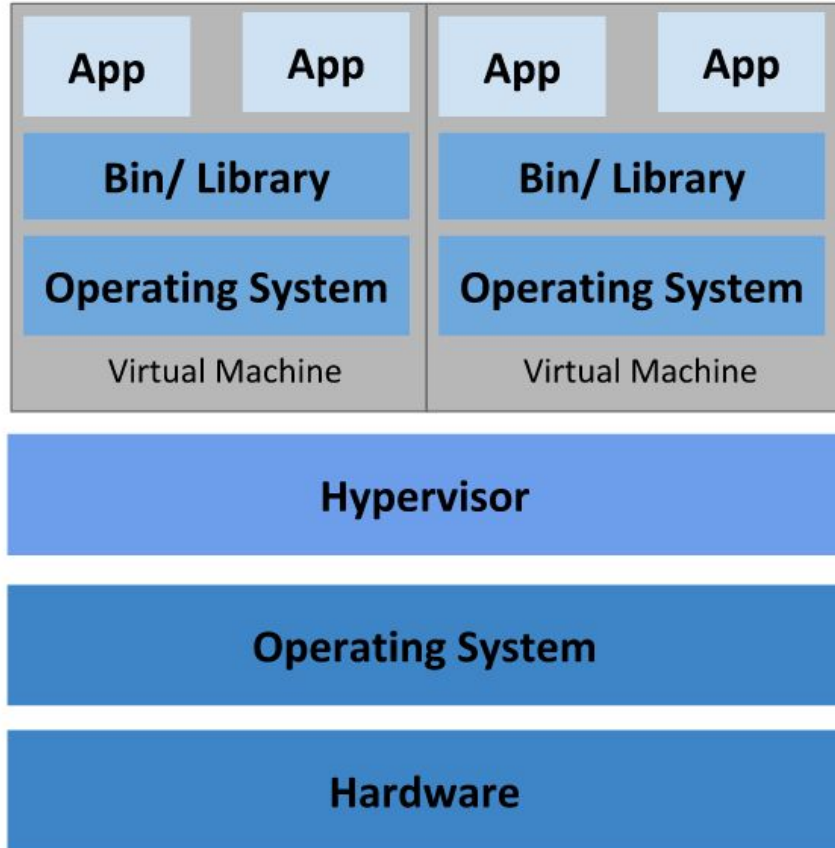 App App App App
Bin/ Library Bin/ Library
Operating System Operating System
Virtual Machine Virtual Machine
Hypervisor
Operating System
Hardware